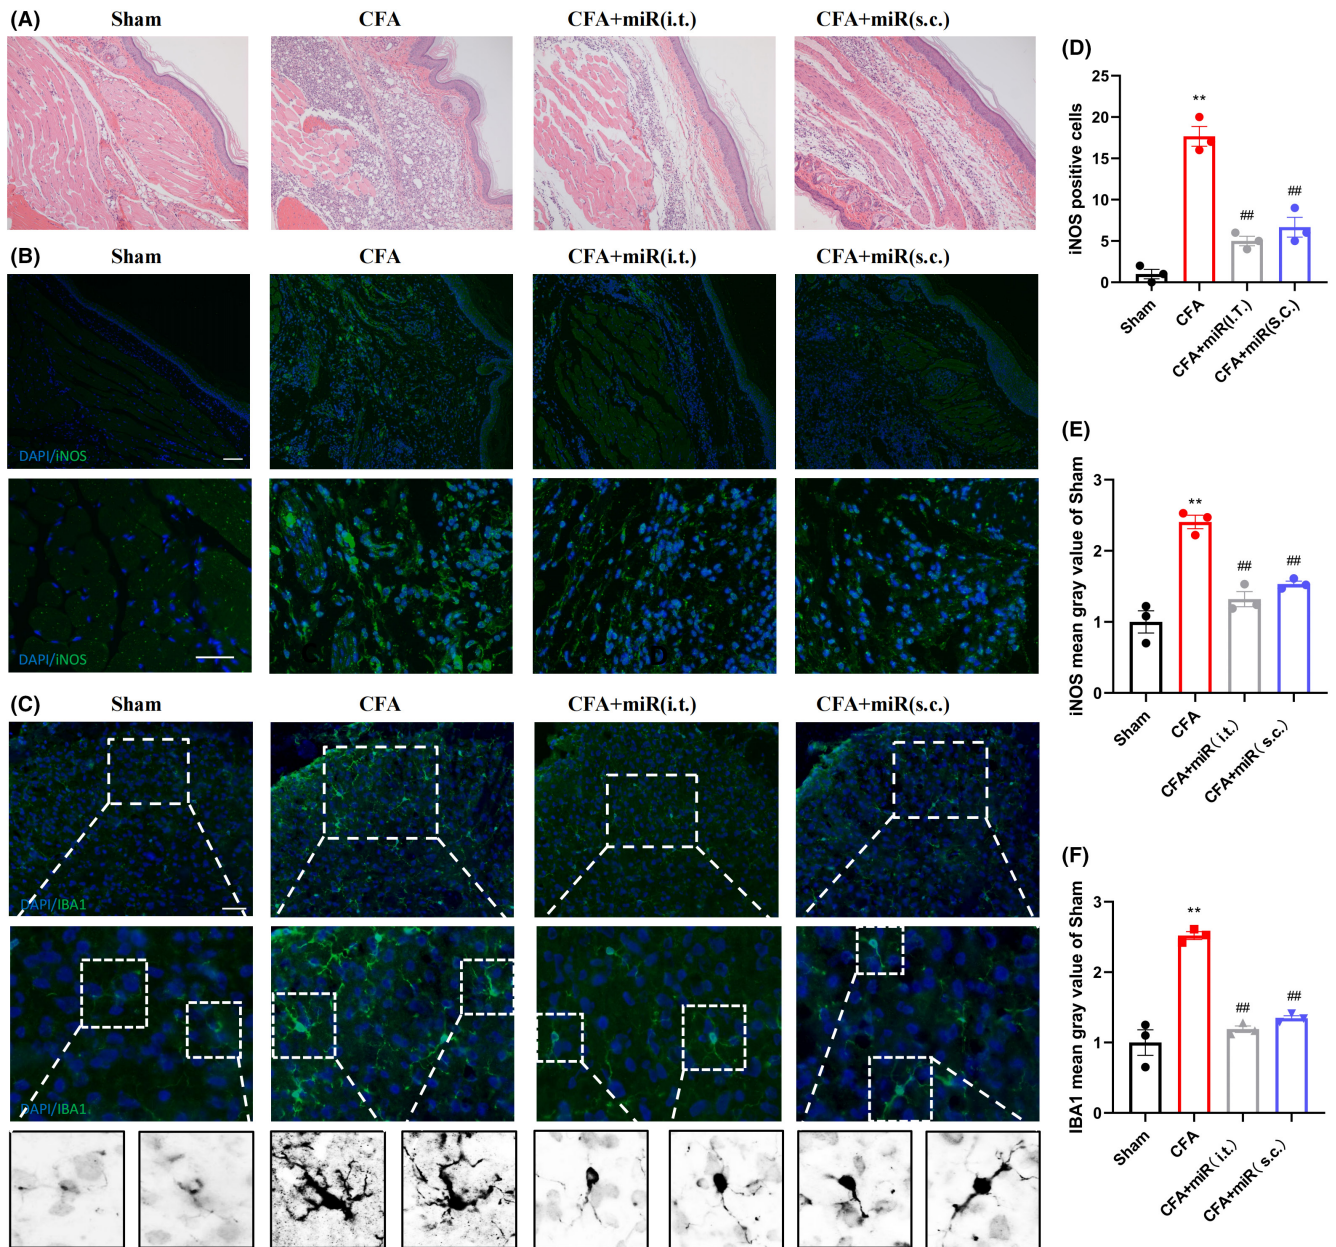 (A) Sham CFA CFA+miR(i.t.) CFA+miR(s.c.)
(B) Sham CFA CFA+miR(i.t.) CFA+miR(s.c.)
DAPI/iNOS
DAPI/iNOS
(C) Sham CFA CFA+miR(i.t.) CFA+miR(s.c.)
DAPI/IBA1
DAPI/IBA1
(D)
iNOS positive cells
25
20
15
10
5
0
**
##
##
Sham
CFA
CFA+miR(I.T.)
CFA+miR(S.C.)
(E)
iNOS mean gray value of Sham
3
2
1
0
**
##
##
Sham
CFA
CFA+miR( i.t.)
CFA+miR( s.c.)
(F)
IBA1 mean gray value of Sham
3
2
1
0
**
##
##
Sham
CFA
CFA+miR( i.t.)
CFA+miR( s.c.)